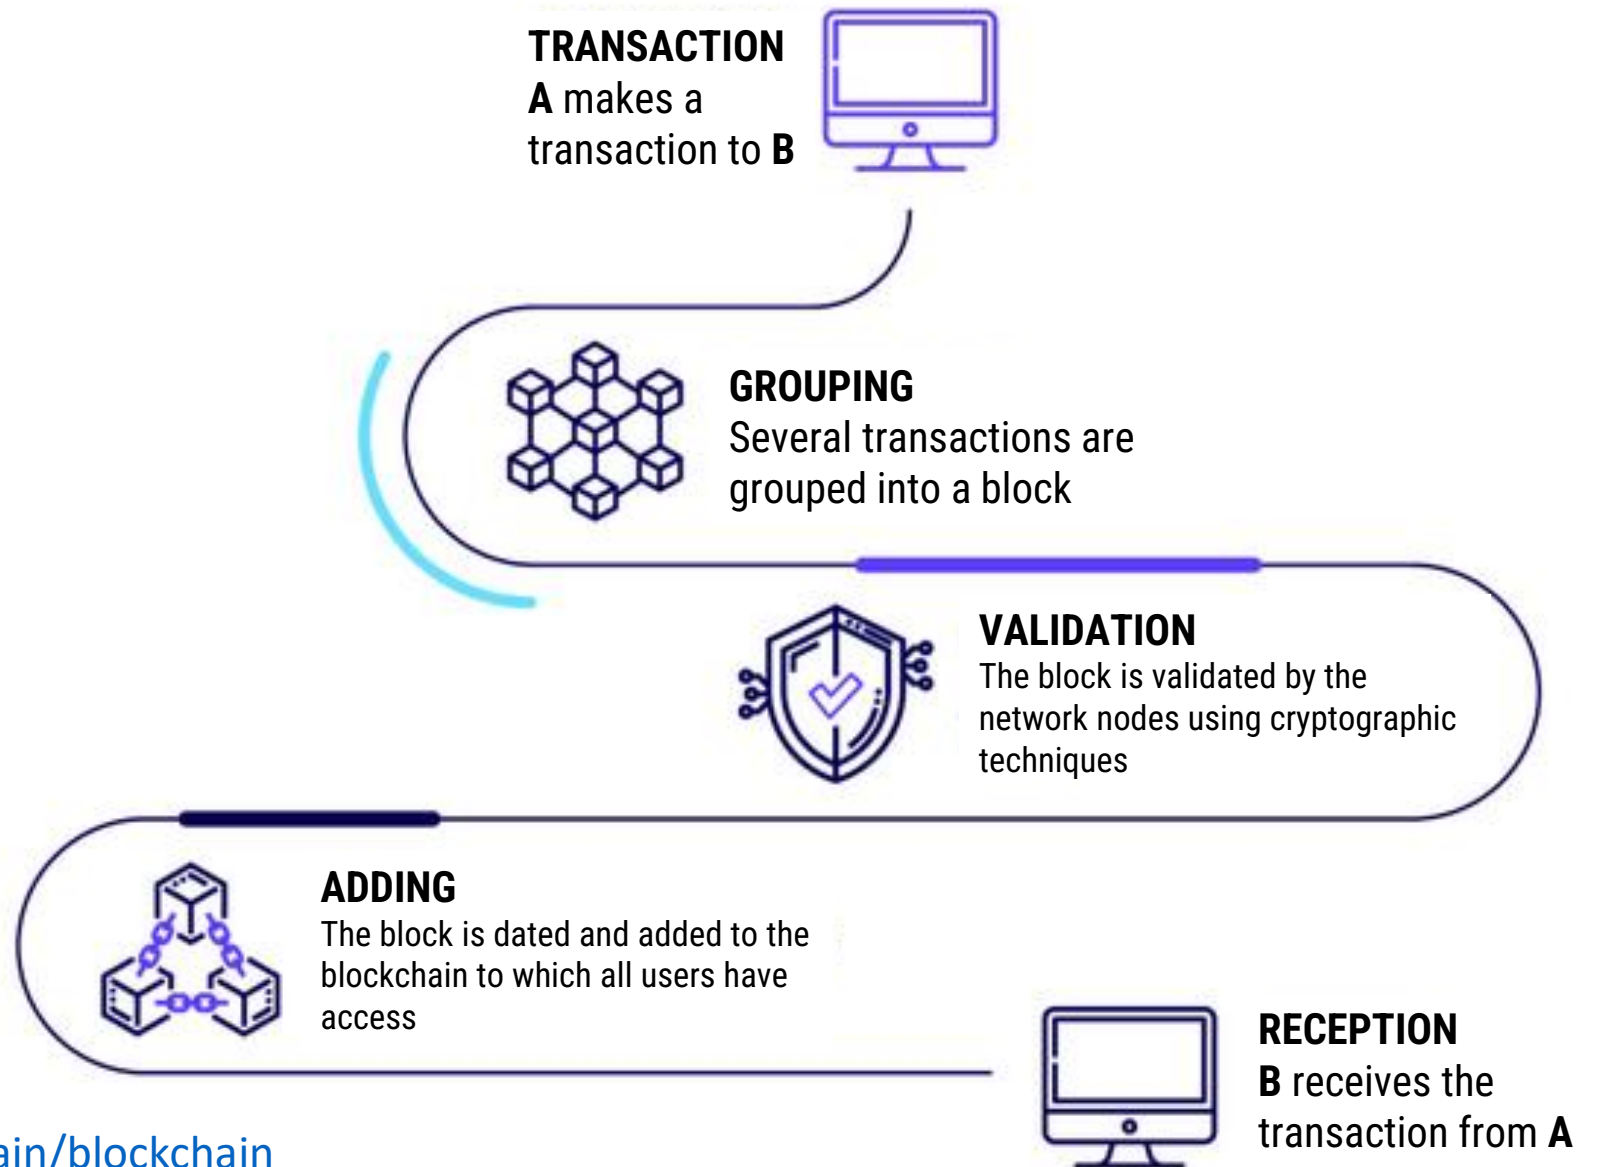 TRANSACTION
A makes a
transaction to B
GROUPING
Several transactions are
grouped into a block
VALIDATION
The block is validated by the
network nodes using cryptographic
techniques
ADDING
The block is dated and added to the
blockchain to which all users have
access
RECEPTION
B receives the
transaction from A
ain/blockchain